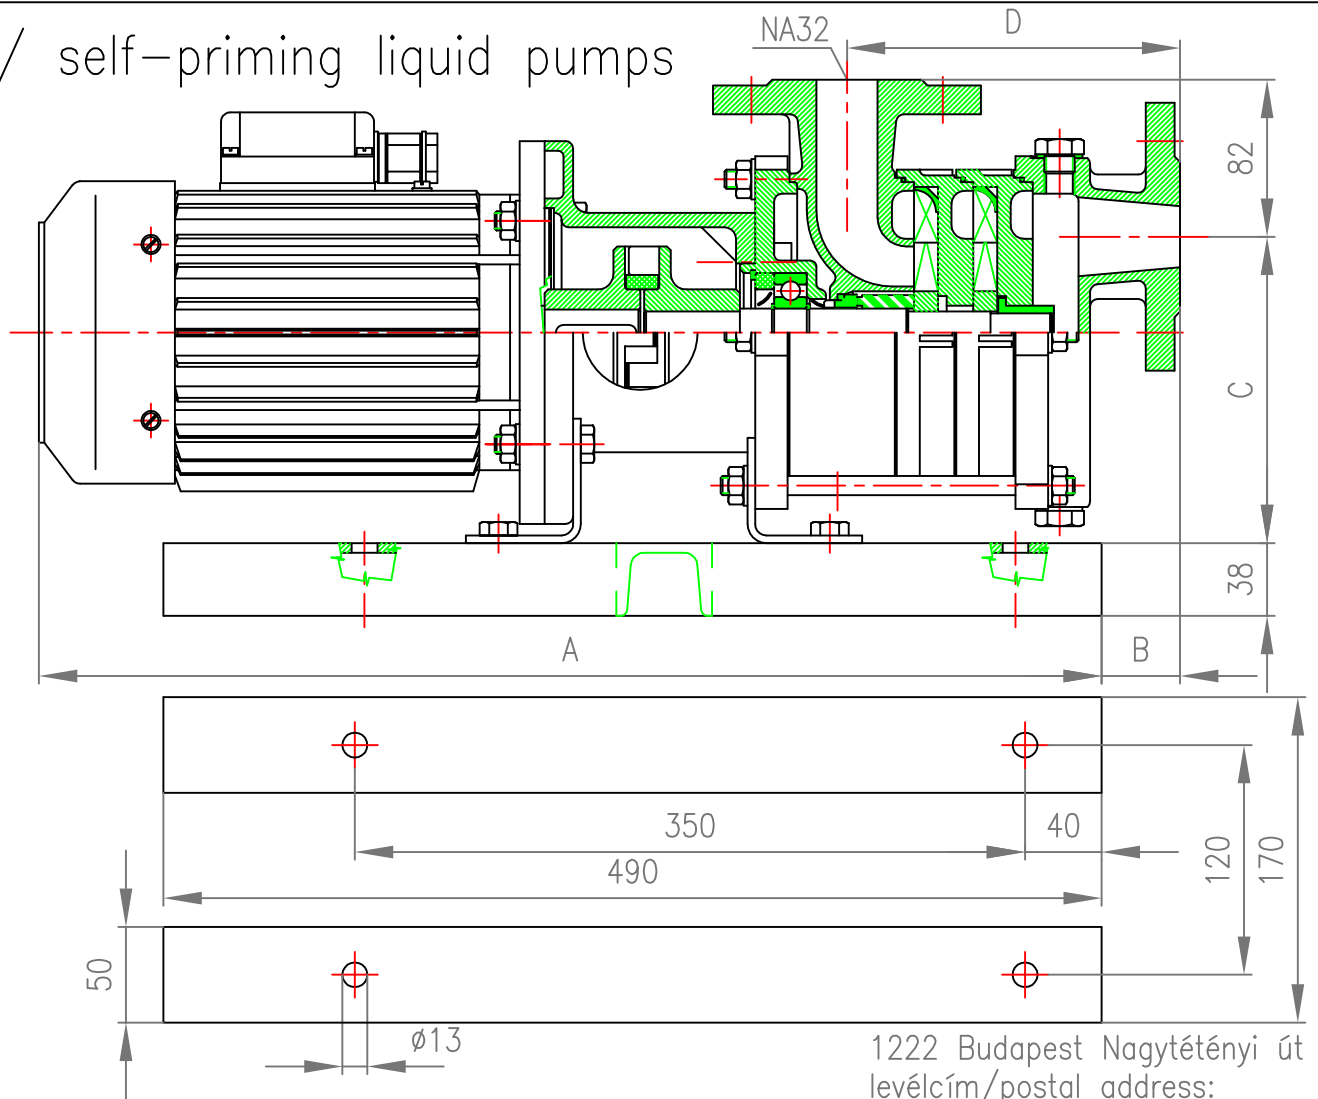 / self-priming liquid pumps
NA32
D
82
C
38
A
B
350
40
490
120
170
50
ø13
1222 Budapest Nagytétényi út
levélcím/postal address: